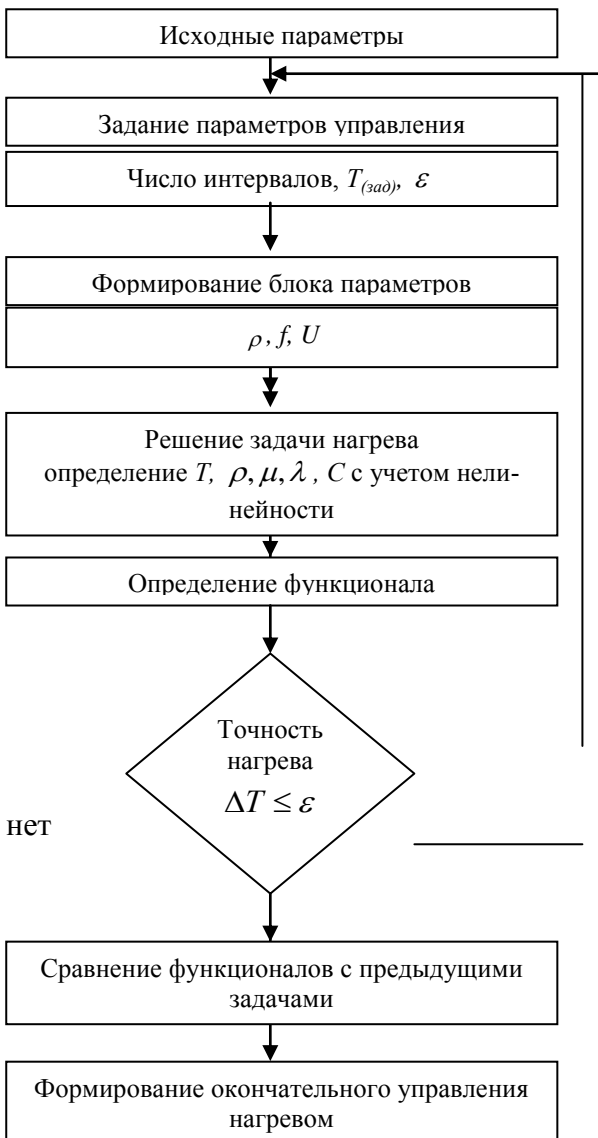 Исходные параметры
Задание параметров управления
Число интервалов, T(зад), ε
Формирование блока параметров
ρ, f, U
Решение задачи нагрева
определение T, ρ, μ, λ, C с учетом нели-
нейности
Определение функционала
Точность
нагрева
ΔT ≤ ε
нет
Сравнение функционалов с предыдущими
задачами
Формирование окончательного управления
нагревом